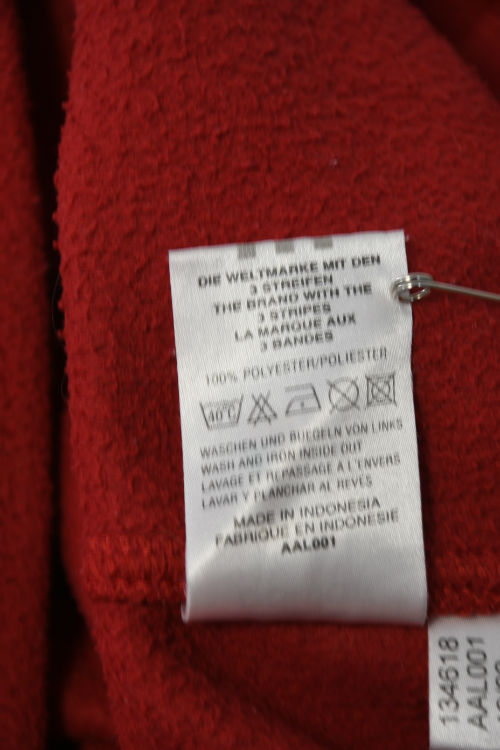 DIE WELTMARKE MIT DEN
3 STREIFEN
THE BRAND WITH THE
3 STRIPES
LA MARQUE AUX
3 BANDES
100% POLYESTER/POLIESTER
40°C
WASCHEN UND BUEGELN VON LINKS
WASH AND IRON INSIDE OUT
LAVAGE ET REPASSAGE A L'ENVERS
LAVAR Y PLANCHAR AL REVES
MADE IN INDONESIA
FABRIQUE EN INDONESIE
AAL001
134618
AAL001